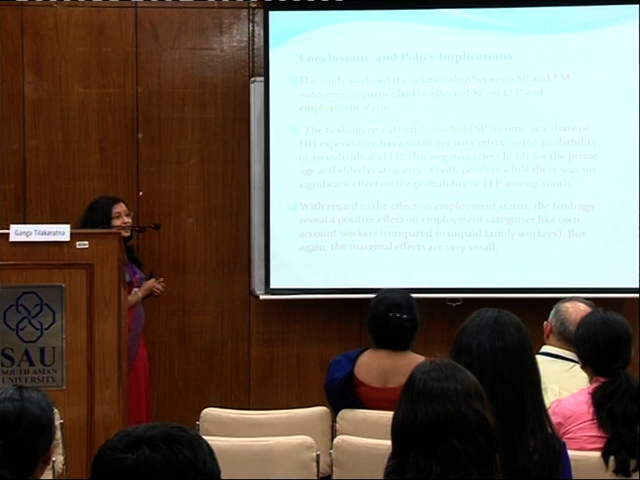 Conclusions and Policy Implications
The study analysed the relationship between SP and LM
outcomes, in particular the effect of SP on LFP and
employment status.
The findings reveal that household SP income as a share of
HH expenditure has a small negative effect on the probability
of an individual's LFP. This negative effect holds for the prime
age and elderly categories of both genders while there was no
significant effect on the probability of LFP among youth.
With regard to the effect on employment status, the findings
reveal a positive effect on employment categories like own
account workers (compared to unpaid family workers). But
again, the marginal effects are very small.
Ganga Tilakaratna
SAU
SOUTH ASIAN
UNIVERSITY